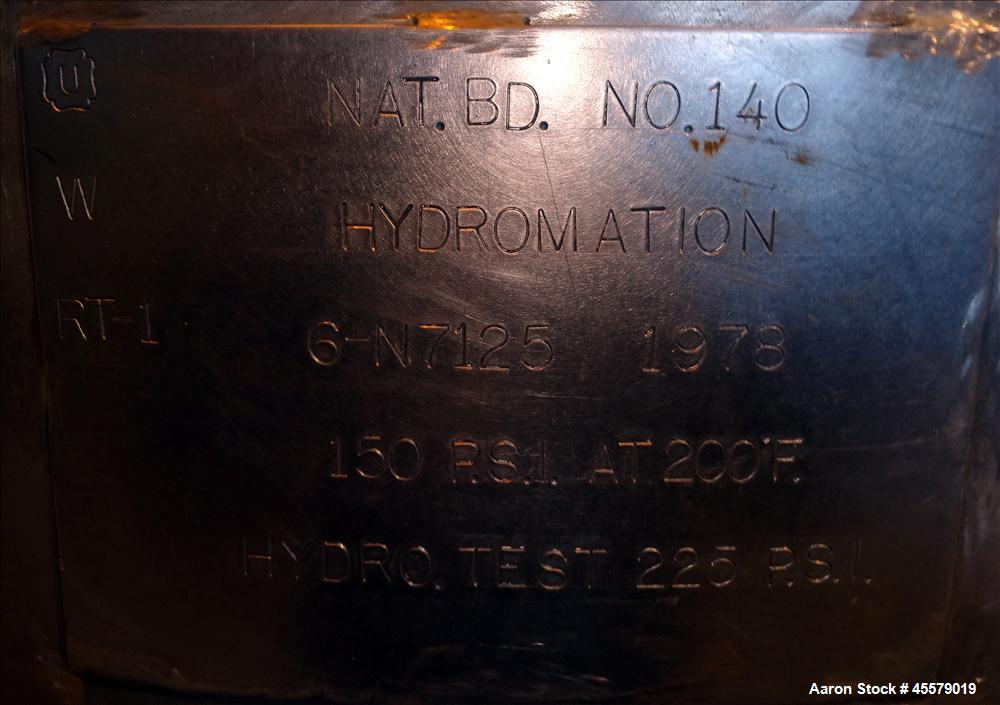 U
NAT. BD. NO. 140
W
HYDROMATION
RT-1
6-N7125 1978
150 P.S.I. AT 200°F.
HYDRO. TEST 225 P.S.I.
Aaron Stock # 45579019